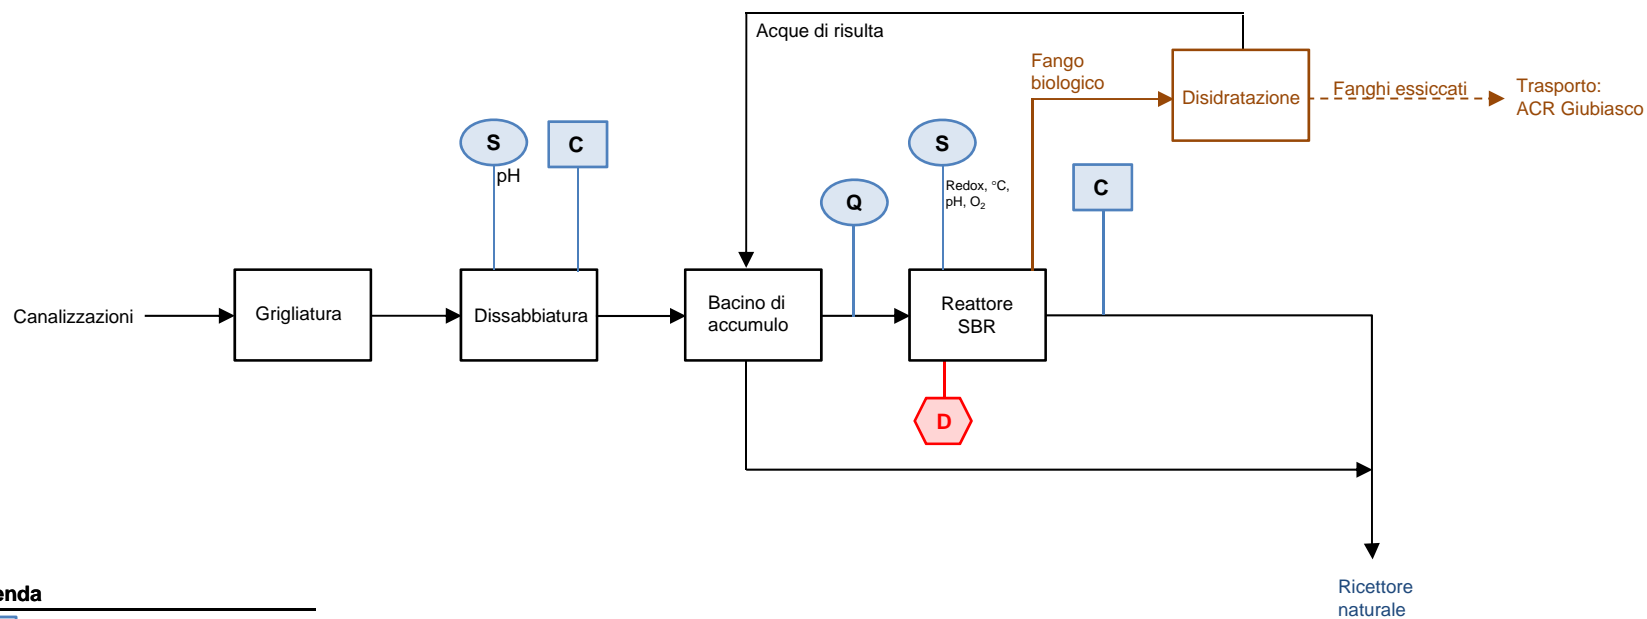 Acque di risulta
Fango
biologico
Disidratazione
Fanghi essiccati
Trasporto:
ACR Giubiasco
S
pH
C
S
Redox, °C,
pH, O₂
Q
C
Canalizzazioni
Grigliatura
Dissabbiatura
Bacino di
accumulo
Reattore
SBR
D
Ricettore
naturale
enda